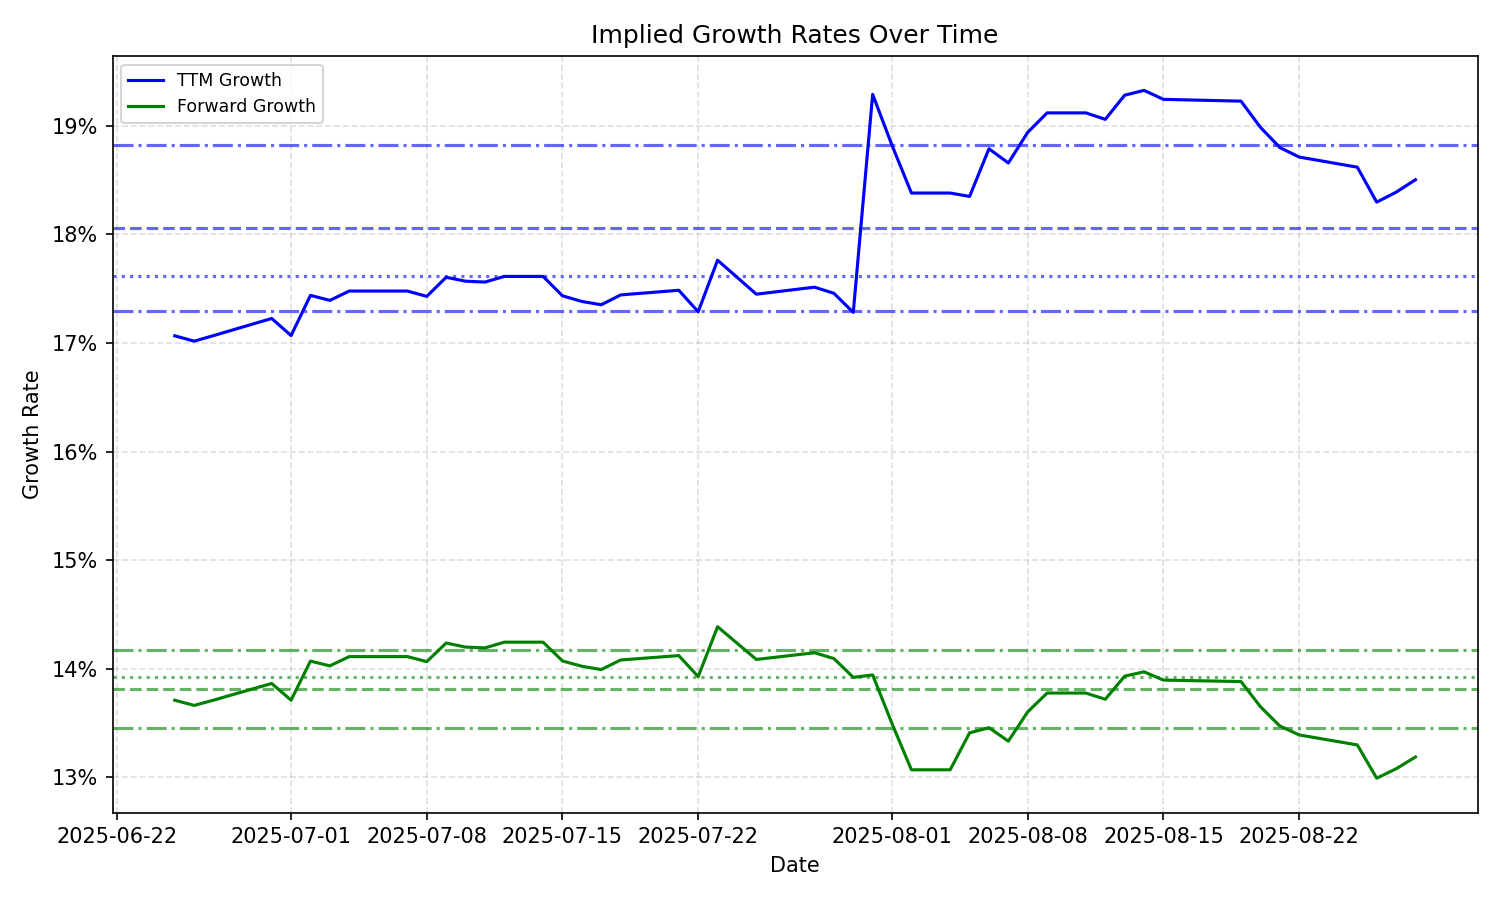 Implied Growth Rates Over Time
TTM Growth
Forward Growth
19%
18%
17%
16%
15%
14%
13%
Growth Rate
2025-06-22 2025-07-01 2025-07-08 2025-07-15 2025-07-22 2025-08-01 2025-08-08 2025-08-15 2025-08-22
Date